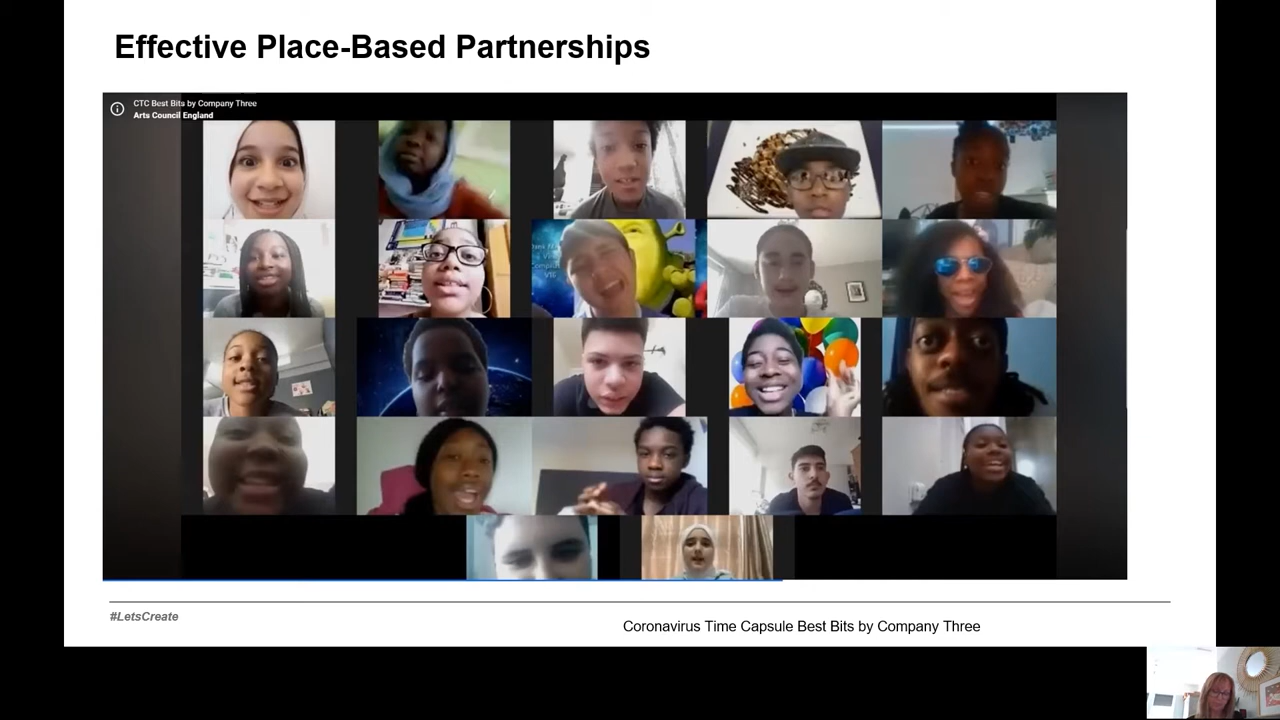 Effective Place-Based Partnerships
CTC Best Bits by Company Three
Arts Council England
#LetsCreate
Coronavirus Time Capsule Best Bits by Company Three